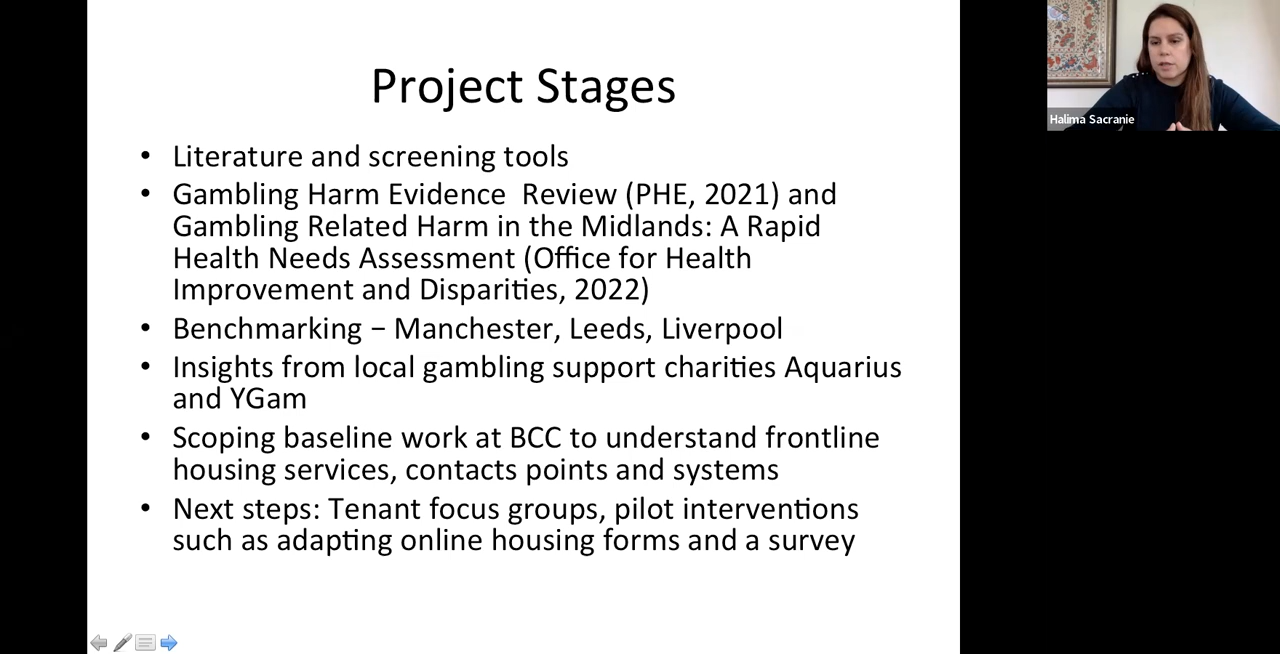 Project Stages
• Literature and screening tools
• Gambling Harm Evidence  Review (PHE, 2021) and
Gambling Related Harm in the Midlands: A Rapid
Health Needs Assessment (Office for Health
Improvement and Disparities, 2022)
• Benchmarking – Manchester, Leeds, Liverpool
• Insights from local gambling support charities Aquarius
and YGam
• Scoping baseline work at BCC to understand frontline
housing services, contacts points and systems
• Next steps: Tenant focus groups, pilot interventions
such as adapting online housing forms and a survey
Halima Sacranie